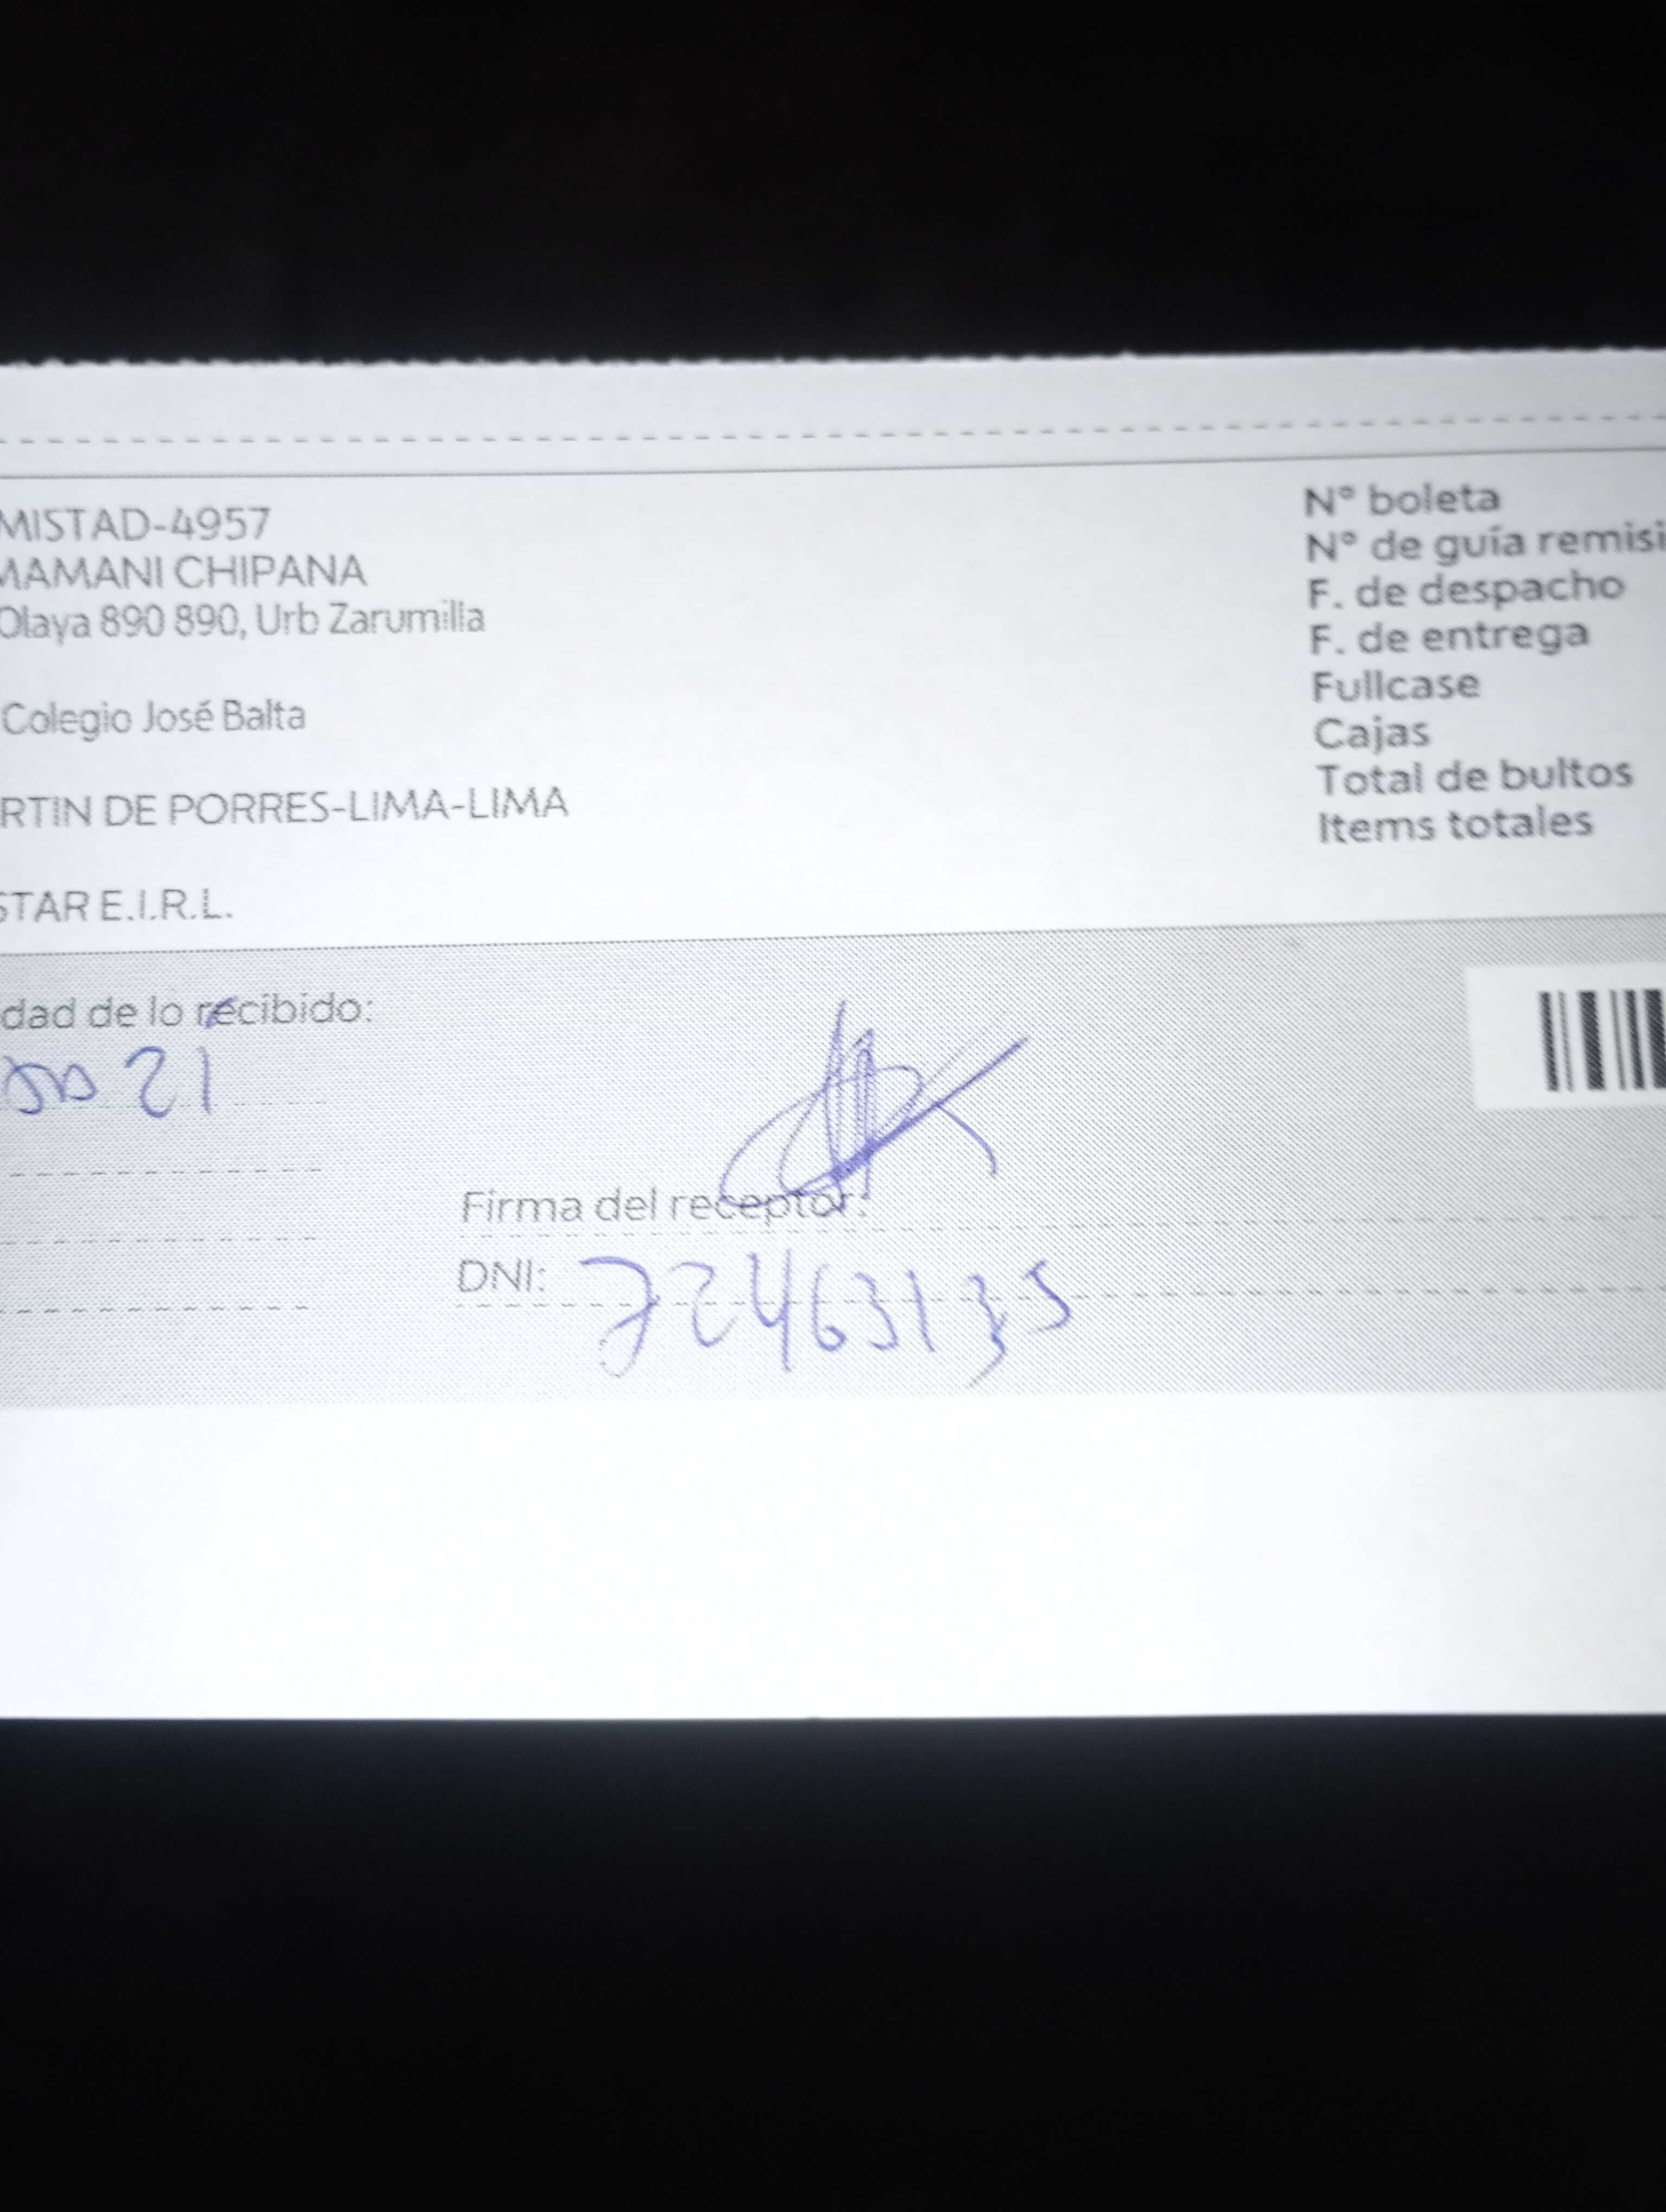 MISTAD-4957
MAMANI CHIPANA
Olaya 890 890, Urb Zarumilla
Colegio José Balta
RTIN DE PORRES-LIMA-LIMA
STAR E.I.R.L.
N° boleta
N° de guía remisi
F. de despacho
F. de entrega
Fullcase
Cajas
Total de bultos
Items totales
dad de lo recibido:
21
Firma del receptor:
DNI: 72463135